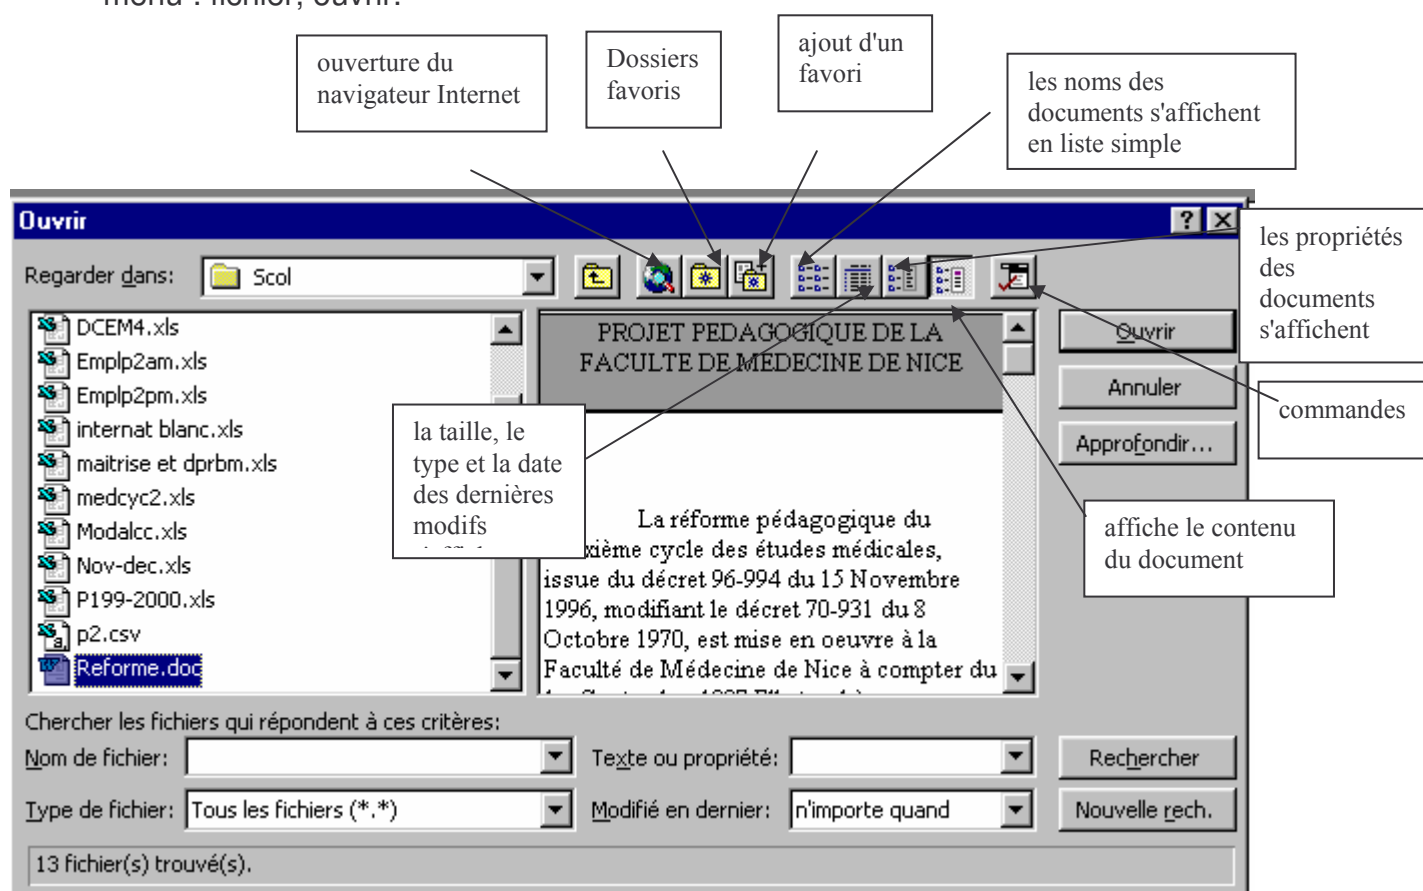 menu : fichier, ouvrir.
ouverture du
navigateur Internet
Dossiers
favoris
ajout d'un
favori
les noms des
documents s'affichent
en liste simple
Ouvrir
les propriétés
des
documents
s'affichent
Regarder dans:
Scol
DCEM4.xls
Emplp2am.xls
Emplp2pm.xls
internat blanc.xls
maitrise et dprbm.xls
medcyc2.xls
Modalcc.xls
Nov-dec.xls
P199-2000.xls
p2.csv
Reforme.doc
PROJET PEDAGOGIQUE DE LA
FACULTE DE MEDECINE DE NICE
La réforme pédagogique du
xième cycle des études médicales,
issue du décret 96-994 du 15 Novembre
1996, modifiant le décret 70-931 du 8
Octobre 1970, est mise en oeuvre à la
Faculté de Médecine de Nice à compter du
Ouvrir
Annuler
Approfondir...
commandes
la taille, le
type et la date
des dernières
modifs
affiche le contenu
du document
Chercher les fichiers qui répondent à ces critères:
Nom de fichier:
Texte ou propriété:
Rechercher
Type de fichier: Tous les fichiers (*.*)
Modifié en dernier: n'importe quand
Nouvelle rech.
13 fichier(s) trouvé(s).